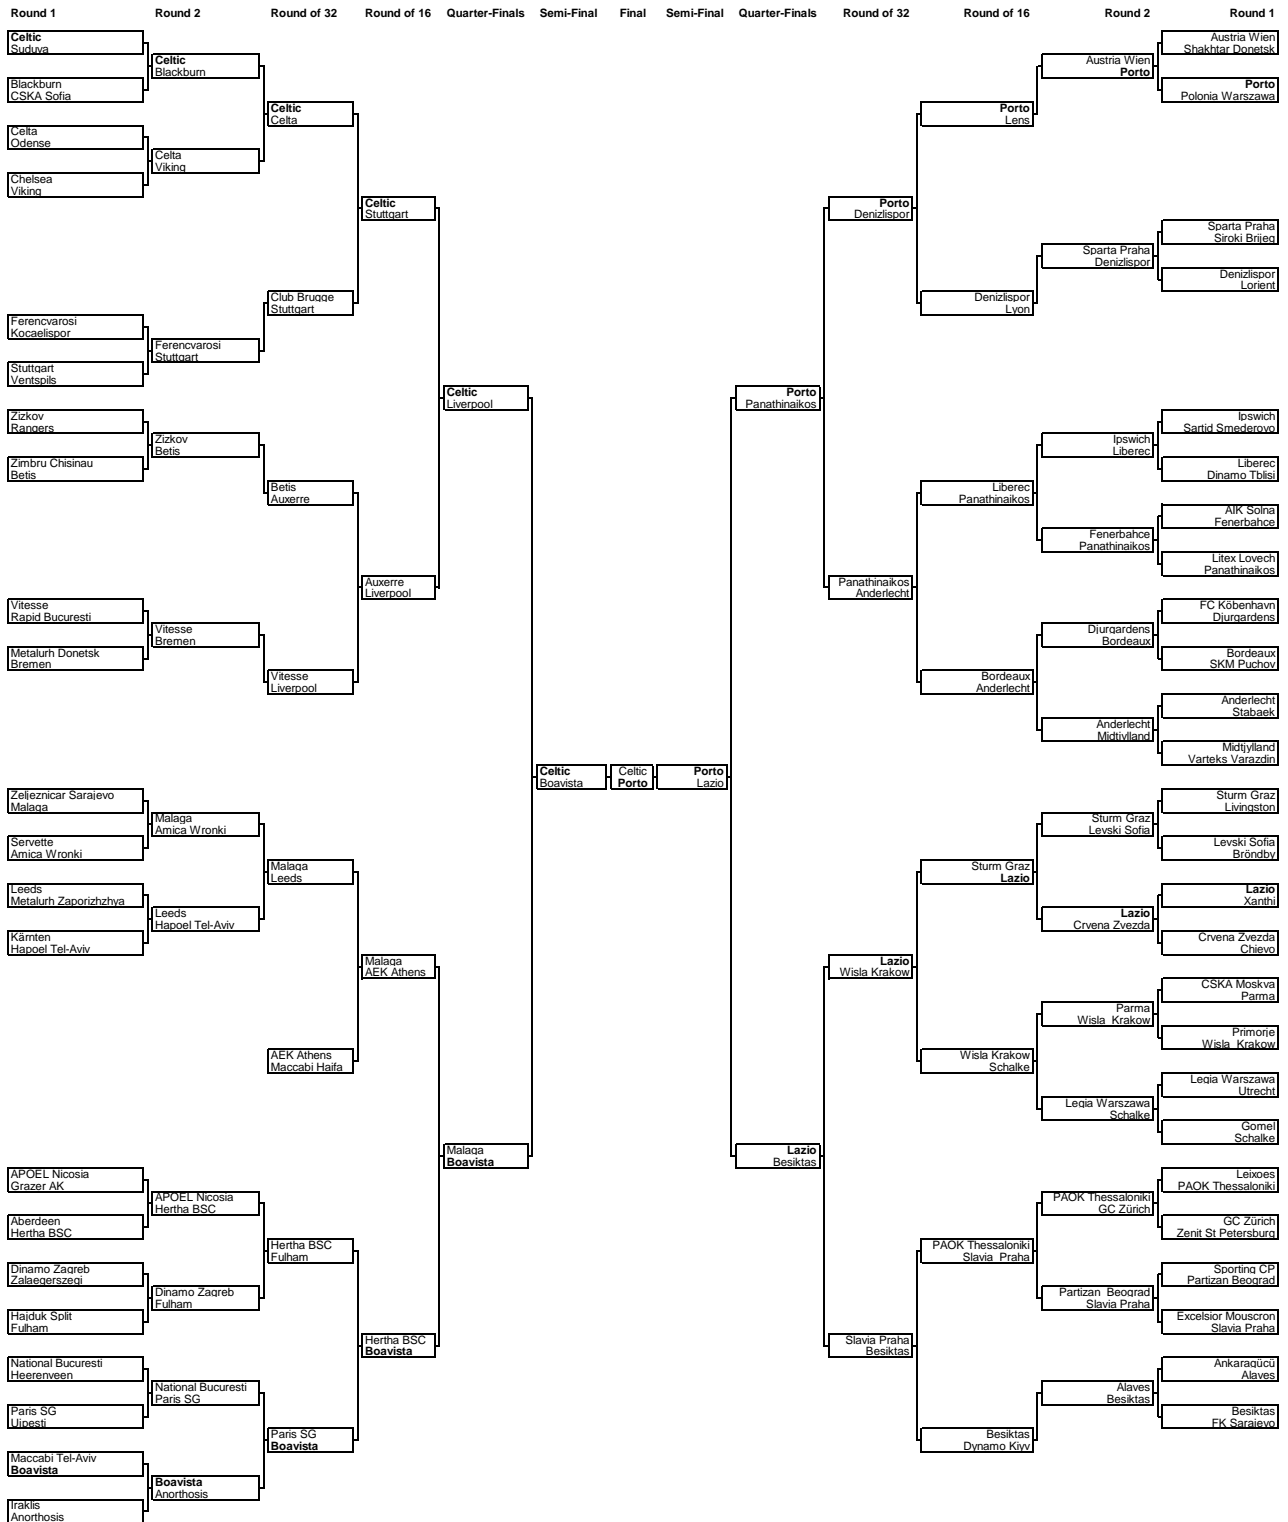 Round 1 Round 2 Round of 32 Round of 16 Quarter-Finals Semi-Final Final Semi-Final Quarter-Finals Round of 32 Round of 16 Round 2 Round 1
Celtic
Suduva
Blackburn
CSKA Sofia
Celta
Odense
Chelsea
Viking
Ferencvarosi
Kocaelispor
Stuttgart
Ventspils
Zizkov
Rangers
Zimbru Chisinau
Betis
Vitesse
Rapid Bucuresti
Metalurh Donetsk
Bremen
Zeljeznicar Sarajevo
Malaga
Servette
Amica Wronki
Leeds
Metalurh Zaporizhzhya
Kärnten
Hapoel Tel-Aviv
APOEL Nicosia
Grazer AK
Aberdeen
Hertha BSC
Dinamo Zagreb
Zalaegerszegi
Hajduk Split
Fulham
National Bucuresti
Heerenveen
Paris SG
Ujpesti
Maccabi Tel-Aviv
Boavista
Iraklis
Anorthosis
Celtic
Blackburn
Celta
Viking
Ferencvarosi
Stuttgart
Zizkov
Betis
Vitesse
Bremen
Malaga
Amica Wronki
Leeds
Hapoel Tel-Aviv
APOEL Nicosia
Hertha BSC
Dinamo Zagreb
Fulham
National Bucuresti
Paris SG
Boavista
Anorthosis
Celtic
Celta
Club Brugge
Stuttgart
Betis
Auxerre
Vitesse
Liverpool
Malaga
Leeds
AEK Athens
Maccabi Haifa
Hertha BSC
Fulham
Paris SG
Boavista
Celtic
Stuttgart
Auxerre
Liverpool
Malaga
AEK Athens
Hertha BSC
Boavista
Celtic
Liverpool
Malaga
Boavista
Celtic
Boavista
Celtic
Porto
Porto
Lazio
Porto
Panathinaikos
Lazio
Besiktas
Porto
Denizlispor
Panathinaikos
Anderlecht
Lazio
Wisla Krakow
Slavia Praha
Besiktas
Porto
Lens
Denizlispor
Lyon
Liberec
Panathinaikos
Bordeaux
Anderlecht
Sturm Graz
Lazio
Wisla Krakow
Schalke
PAOK Thessaloniki
Slavia Praha
Besiktas
Dynamo Kiyv
Austria Wien
Porto
Sparta Praha
Denizlispor
Ipswich
Liberec
Fenerbahce
Panathinaikos
Djurgardens
Bordeaux
Anderlecht
Midtjylland
Sturm Graz
Levski Sofia
Lazio
Crvena Zvezda
Parma
Wisla Krakow
Legia Warszawa
Schalke
PAOK Thessaloniki
GC Zürich
Partizan Beograd
Slavia Praha
Alaves
Besiktas
Austria Wien
Shakhtar Donetsk
Porto
Polonia Warszawa
Sparta Praha
Siroki Brijeg
Denizlispor
Lorient
Ipswich
Sartid Smederovo
Liberec
Dinamo Tblisi
AIK Solna
Fenerbahce
Litex Lovech
Panathinaikos
FC Köbenhavn
Djurgardens
Bordeaux
SKM Puchov
Anderlecht
Stabaek
Midtjylland
Varteks Varazdin
Sturm Graz
Livingston
Levski Sofia
Bröndby
Lazio
Xanthi
Crvena Zvezda
Chievo
CSKA Moskva
Parma
Primorje
Wisla Krakow
Legia Warszawa
Utrecht
Gomel
Schalke
Leixoes
PAOK Thessaloniki
GC Zürich
Zenit St Petersburg
Sporting CP
Partizan Beograd
Excelsior Mouscron
Slavia Praha
Ankaragücü
Alaves
Besiktas
FK Sarajevo